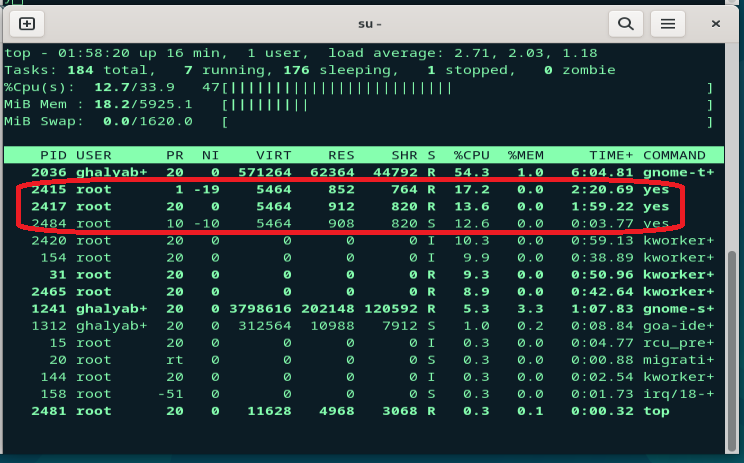 su -
top - 01:58:20 up 16 min,  1 user,  load average: 2.71, 2.03, 1.18
Tasks: 184 total,   7 running, 176 sleeping,   1 stopped,   0 zombie
%Cpu(s):  12.7/33.9   47[||||||||||||||||||||||||||||||||                                 ]
MiB Mem : 18.2/5925.1     [|||||||||||                                                      ]
MiB Swap:  0.0/1620.0     [                                                                 ]
PID USER      PR  NI    VIRT    RES    SHR S  %CPU  %MEM     TIME+ COMMAND
2036 ghalyab+  20   0  571264  62364  44792 R  54.3   1.0   6:04.81 gnome-t+
2415 root       1 -19    5464    852    764 R  17.2   0.0   2:20.69 yes
2417 root      20   0    5464    912    820 R  13.6   0.0   1:59.22 yes
2484 root      10 -10    5464    908    820 S  12.6   0.0   0:03.77 yes
2420 root      20   0       0      0      0 I  10.3   0.0   0:59.13 kworker+
154 root      20   0       0      0      0 I   9.9   0.0   0:38.89 kworker+
31 root      20   0       0      0      0 R   9.3   0.0   0:50.96 kworker+
2465 root      20   0       0      0      0 R   8.9   0.0   0:42.64 kworker+
1241 ghalyab+  20   0 3798616 202148 120592 R   5.3   3.3   1:07.83 gnome-s+
1312 ghalyab+  20   0  312564  10988   7912 S   1.0   0.2   0:08.84 goa-ide+
15 root      20   0       0      0      0 I   0.3   0.0   0:04.77 rcu_pre+
20 root      rt   0       0      0      0 S   0.3   0.0   0:00.88 migrati+
144 root      20   0       0      0      0 I   0.3   0.0   0:02.54 kworker+
158 root     -51   0       0      0      0 S   0.3   0.0   0:01.73 irq/18-+
2481 root      20   0   11628   4968   3068 R   0.3   0.1   0:00.32 top